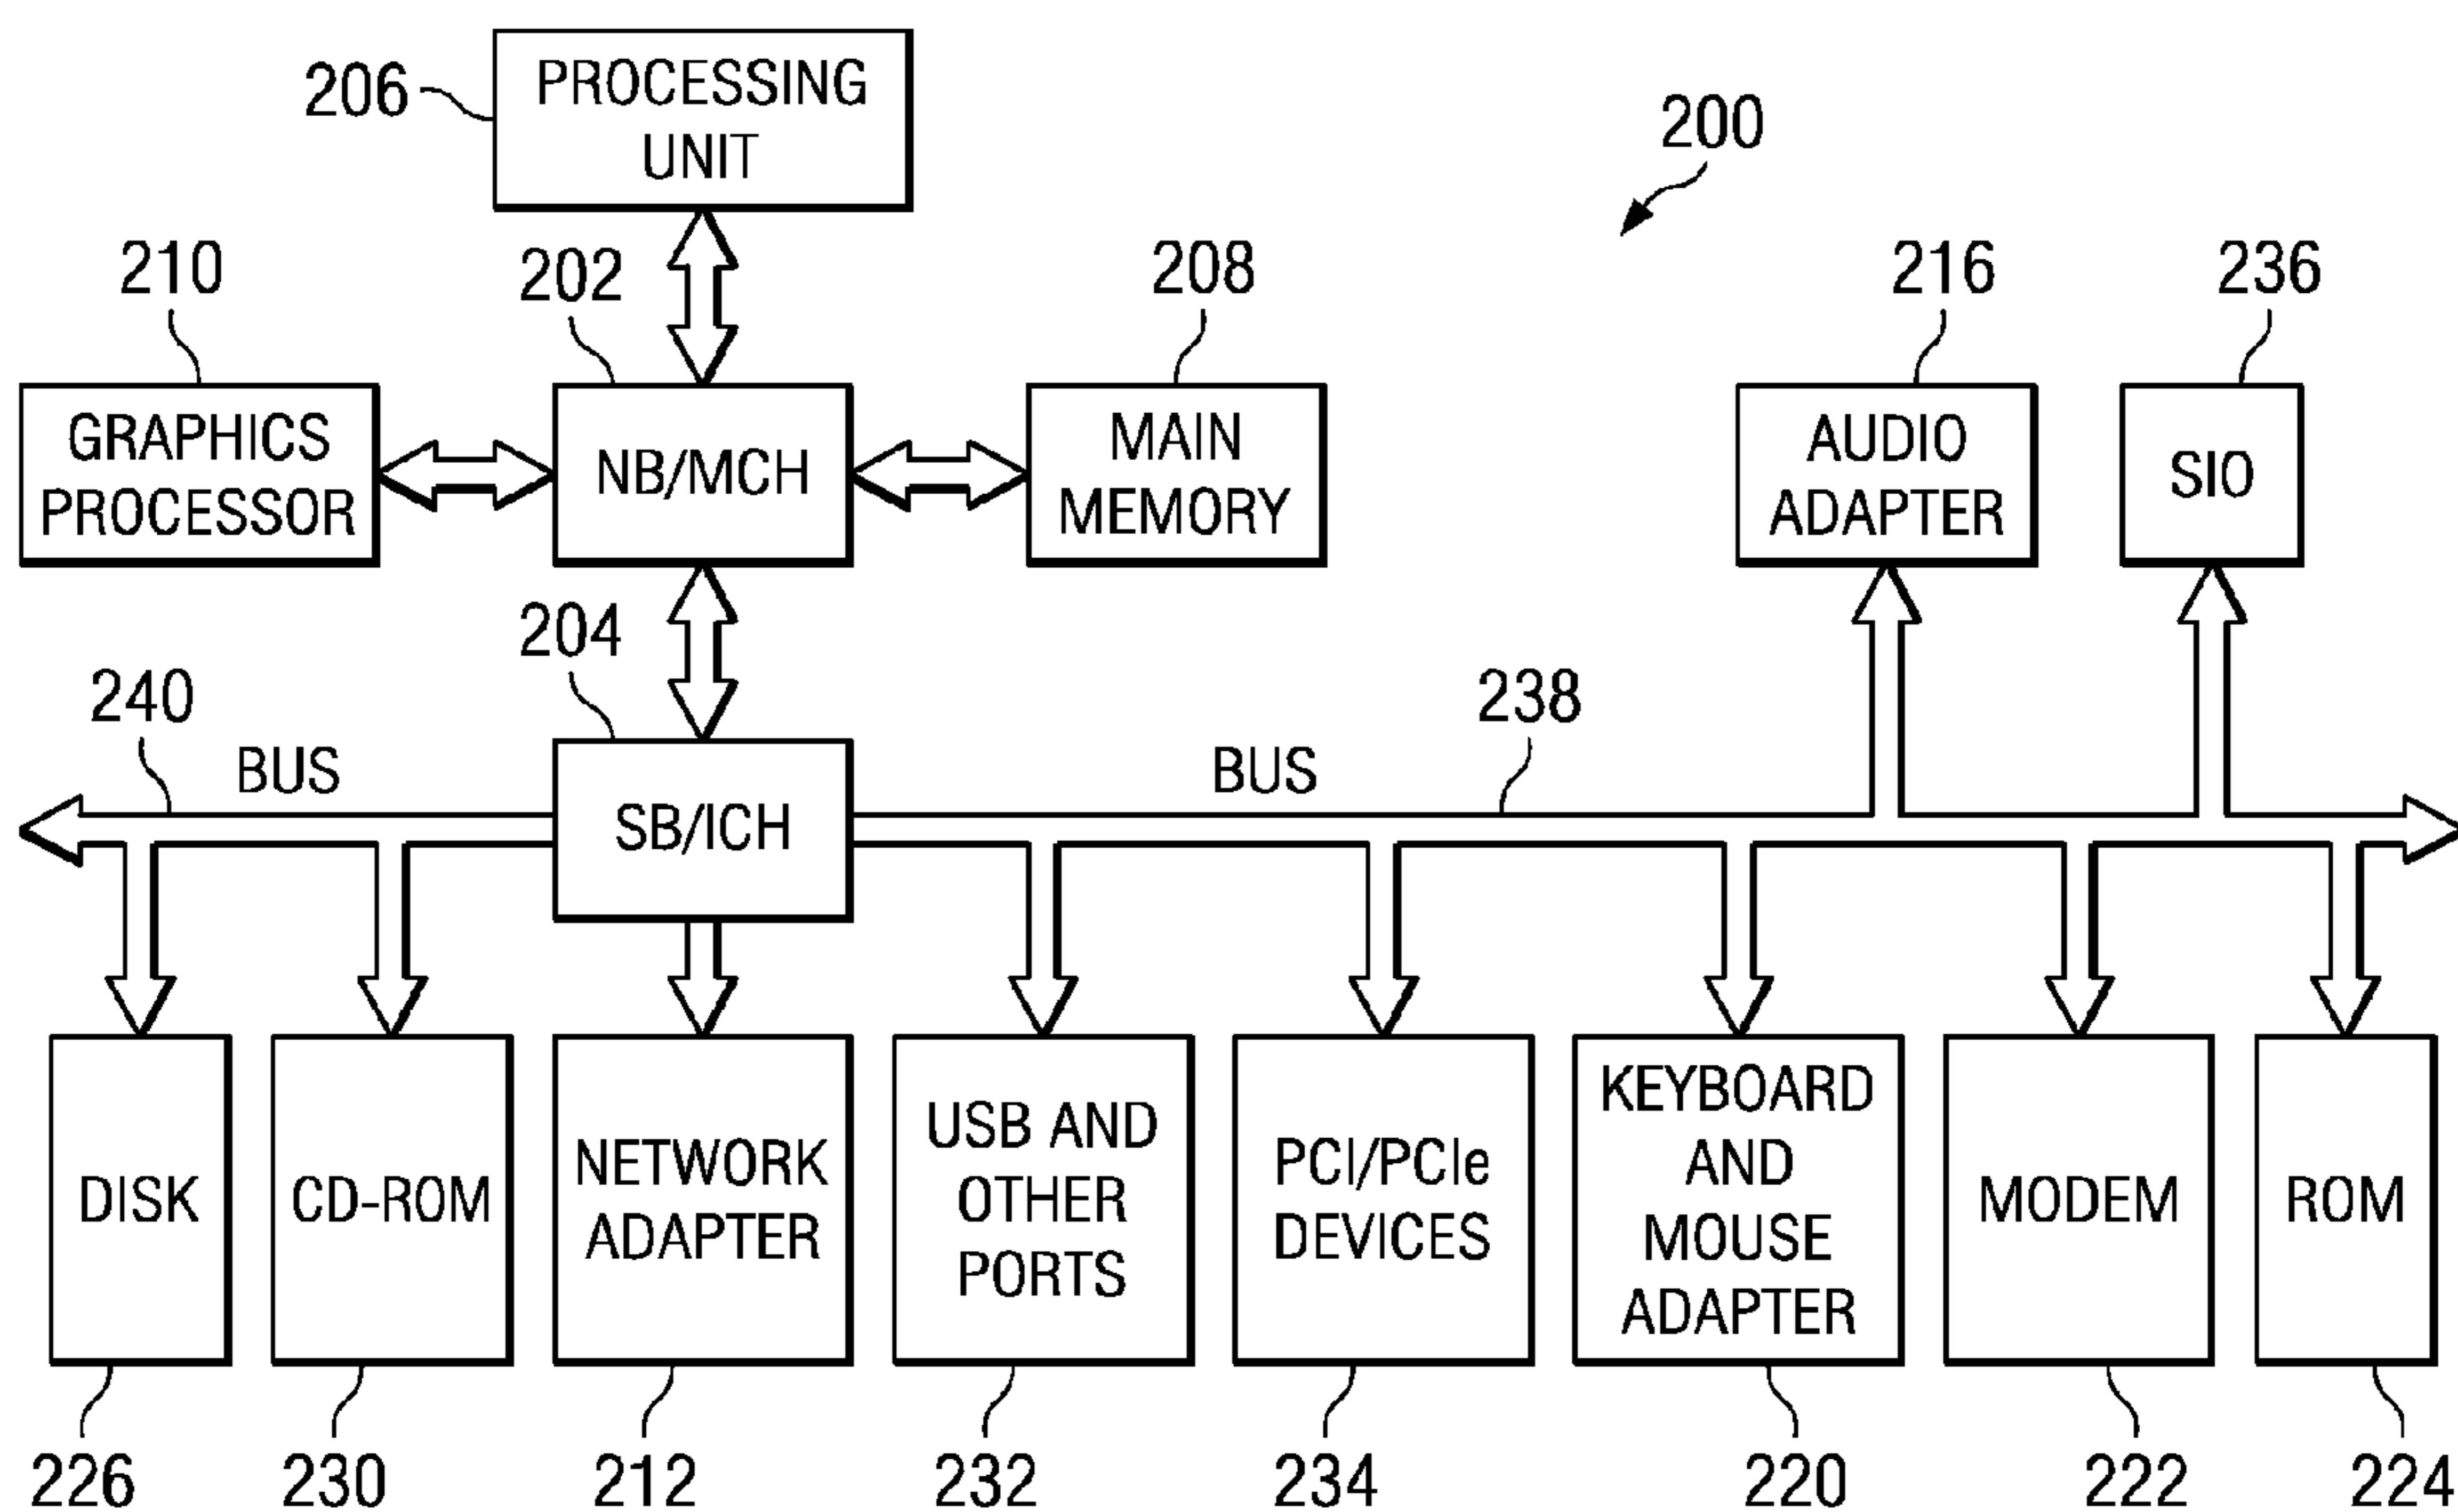 206
PROCESSING
UNIT
200
210
202
208
216
236
GRAPHICS
PROCESSOR
NB/MCH
MAIN
MEMORY
AUDIO
ADAPTER
SIO
204
240
BUS
SB/ICH
BUS
238
DISK
CD-ROM
NETWORK
ADAPTER
USB AND
OTHER
PORTS
PCI/PCIe
DEVICES
KEYBOARD
AND
MOUSE
ADAPTER
MODEM
ROM
226
230
212
232
234
220
222
224